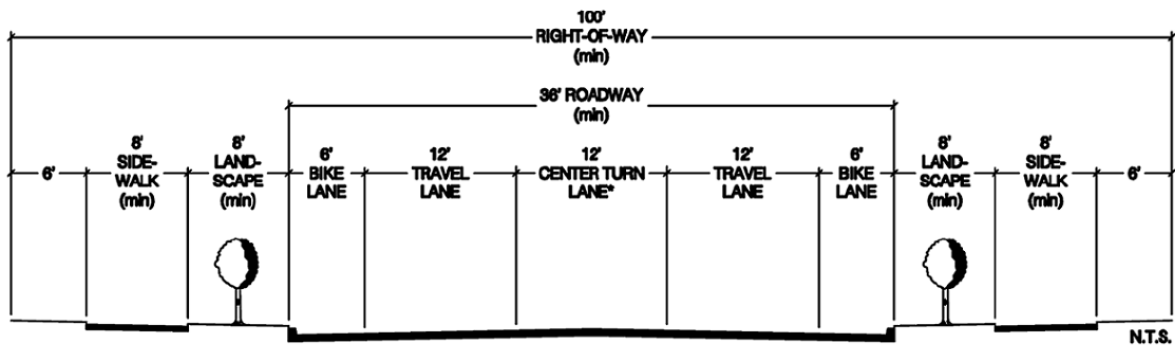 100'
RIGHT-OF-WAY
(min)
36' ROADWAY
(min)
6'
8'
SIDE-
WALK
(min)
8'
LAND-
SCAPE
(min)
6'
BIKE
LANE
12'
TRAVEL
LANE
12'
CENTER TURN
LANE*
12'
TRAVEL
LANE
6'
BIKE
LANE
8'
LAND-
SCAPE
(min)
8'
SIDE-
WALK
(min)
6'
N.T.S.